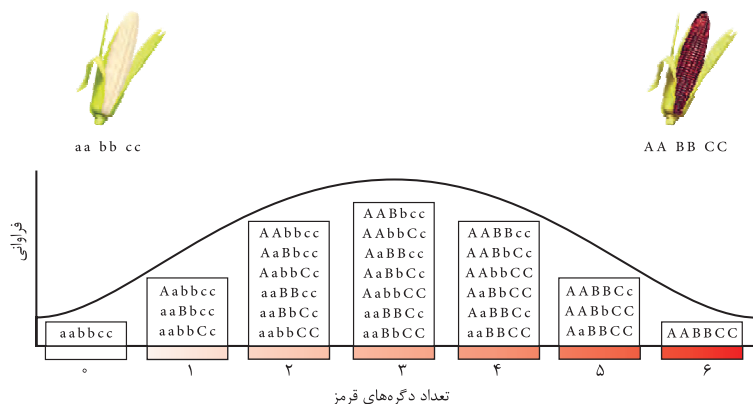 aa bb cc
AA BB CC
فراوانی
aabbcc
Aabbcc
aaBbcc
aabbCc
AAbbcc
AaBbcc
AabbCc
aaBBcc
aaBbCc
aabbCC
AABbcc
AAbbCc
AaBBcc
AaBbCc
AabbCC
aaBBcc
aaBbCC
AABBcc
AABbCc
AAbbCC
AaBbCC
AaBBCc
aaBBCC
AABBCc
AABbCC
AaBBCC
AABBCC
۰ ۱ ۲ ۳ ۴ ۵ ۶
تعداد دگره‌های قرمز